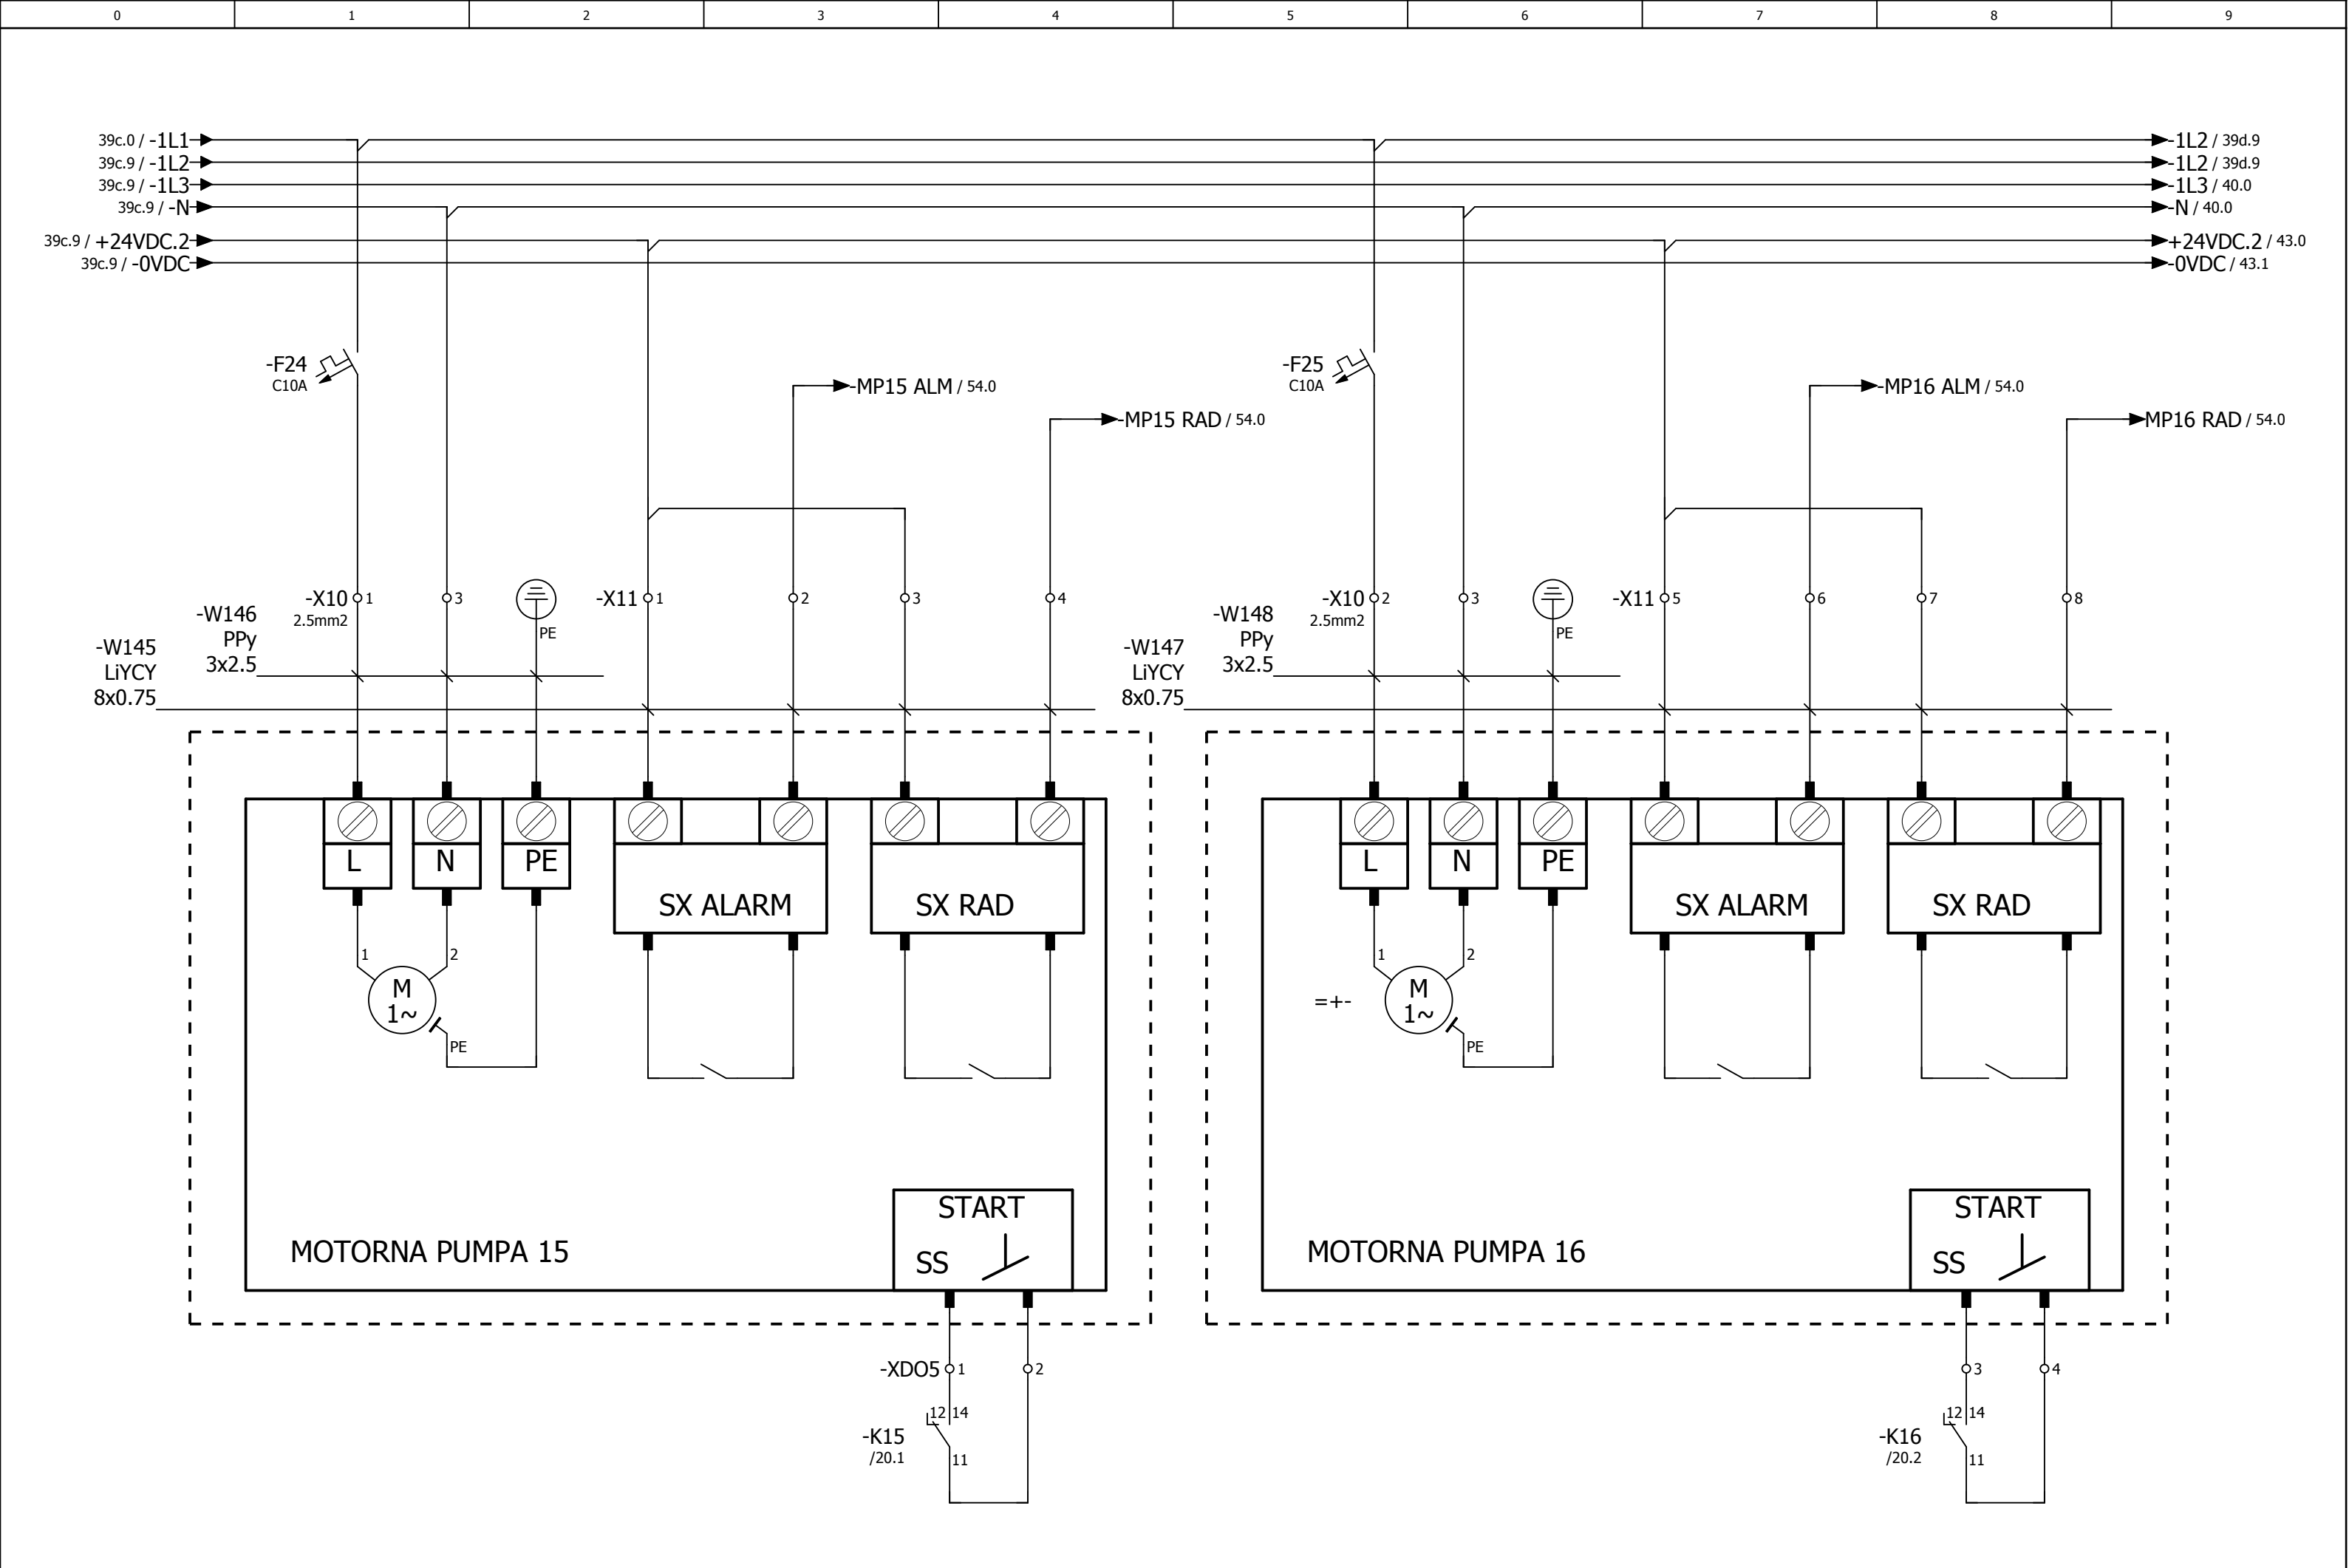 0 1 2 3 4 5 6 7 8 9
39c.0 / -1L1
-1L2 / 39d.9
39c.9 / -1L2
-1L2 / 39d.9
39c.9 / -1L3
-1L3 / 40.0
39c.9 / -N
-N / 40.0
39c.9 / +24VDC.2
+24VDC.2 / 43.0
39c.9 / -0VDC
-0VDC / 43.1
-F24
C10A
-MP15 ALM / 54.0
-MP15 RAD / 54.0
-F25
C10A
-MP16 ALM / 54.0
MP16 RAD / 54.0
-X10 1 3
2.5mm2
PE
-X11 1 2 3 4
-W146
PPy
3x2.5
-W145
LiYCY
8x0.75
-X10 2 3
2.5mm2
PE
-X11 5 6 7 8
-W148
PPy
3x2.5
-W147
LiYCY
8x0.75
L N PE
SX ALARM
SX RAD
1 2
M
1~
PE
START
SS
MOTORNA PUMPA 15
-XDO5 1 2
12 14
-K15
/20.1
11
L N PE
SX ALARM
SX RAD
1 2
=+-
M
1~
PE
START
SS
MOTORNA PUMPA 16
3 4
12 14
-K16
/20.2
11